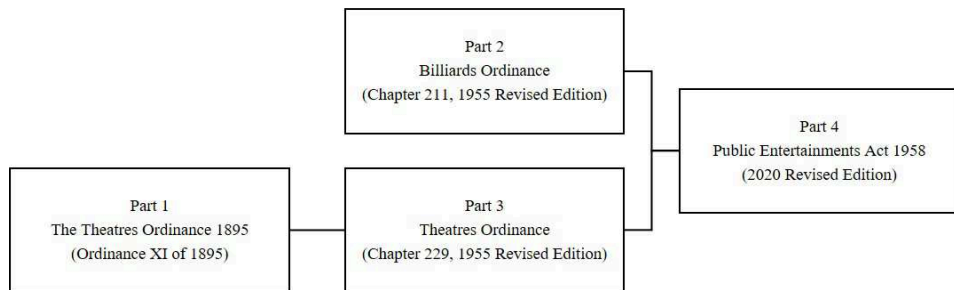 Part 2
Billiards Ordinance
(Chapter 211, 1955 Revised Edition)
Part 4
Public Entertainments Act 1958
(2020 Revised Edition)
Part 1
The Theatres Ordinance 1895
(Ordinance XI of 1895)
Part 3
Theatres Ordinance
(Chapter 229, 1955 Revised Edition)